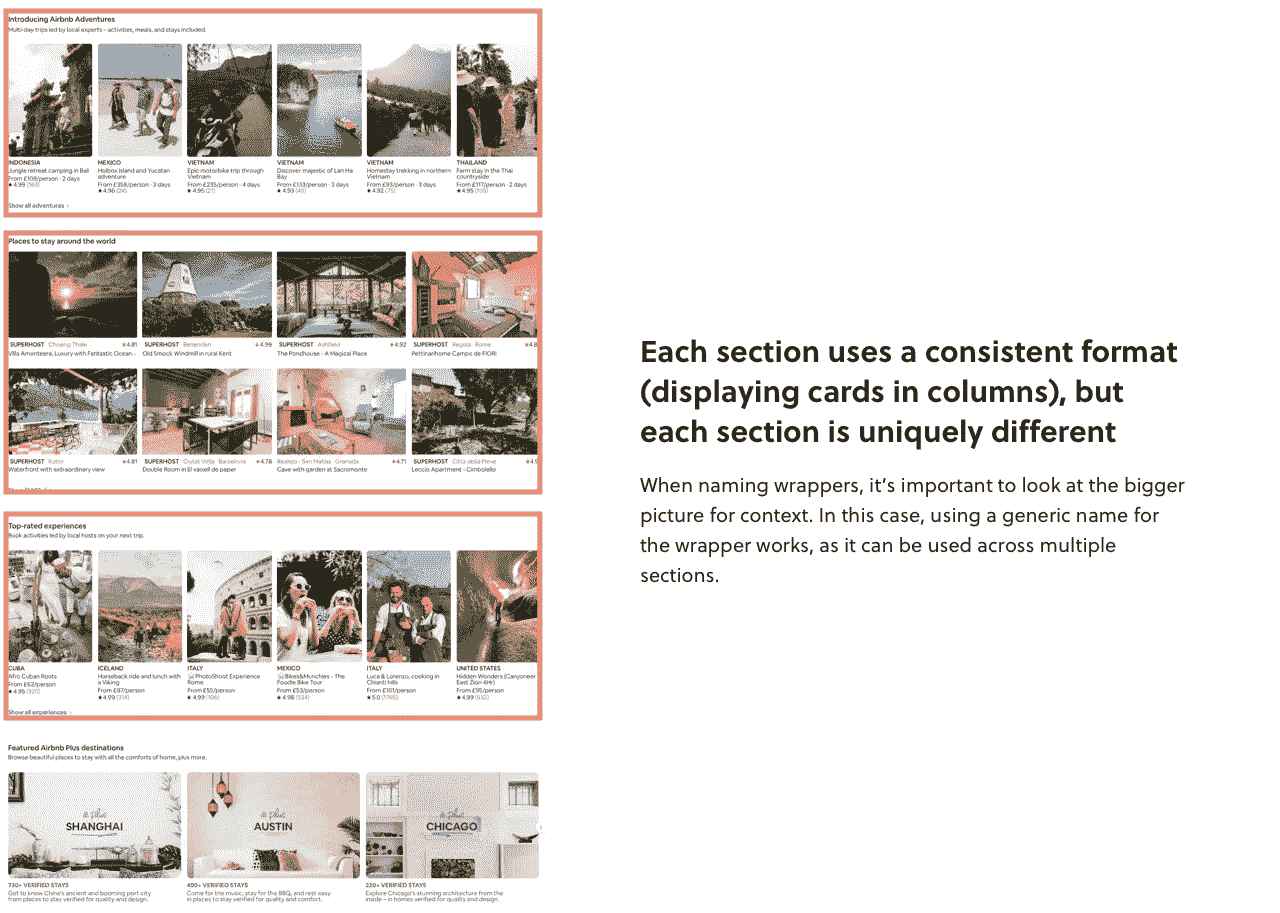 Introducing Airbnb Adventures
Multi-day trips led by local experts – activities, meals, and stays included.
INDONESIA
Jungle retreat camping in Bali
From £109/person · 2 days
★4.99 (163)
MEXICO
Holbox island and Yucatan
adventure
From £358/person · 3 days
★4.96 (24)
VIETNAM
Epic motorbike trip through
Vietnam
From £235/person · 4 days
★4.95 (21)
VIETNAM
Discover majestic of Lan Ha
Bay
From £133/person · 3 days
★4.93 (40)
VIETNAM
Homestay trekking in northern
Vietnam
From £93/person · 3 days
★4.92 (75)
THAILAND
Farm stay in the Thai
countryside
From £117/person · 2 days
★4.95 (105)
Show all adventures ›
Places to stay around the world
SUPERHOST Choeng Thale ★4.81
Villa Amonteera, Luxury with Fantastic Ocean...
SUPERHOST Benenden ★4.99
Old Smock Windmill in rural Kent
SUPERHOST Ashfield ★4.92
The Pondhouse - A Magical Place
SUPERHOST Regola · Rome ★4.8
Pettirarihome Campo de FIORI
SUPERHOST Kotor ★4.81
Waterfront with extraordinary view
SUPERHOST Ciutat Vella · Barcelona ★4.78
Double Room in El vaixell de paper
Realejo - San Matías · Granada ★4.71
Cave with garden at Sacromonte
SUPERHOST Città della Pieve ★4.9
Leccio Apartment - Cimbolello
Top-rated experiences
Book activities led by local hosts on your next trip.
CUBA
Afro Cuban Roots
From £63/person
★4.95 (320)
ICELAND
Horseback ride and lunch with
a Viking
From £87/person
★4.99 (314)
ITALY
PhotoShoot Experience
Rome
From £55/person
★4.99 (106)
MEXICO
Bikes&Munchies - The
Foodie Bike Tour
From £53/person
★4.98 (534)
ITALY
Luca & Lorenzo, cooking in
Chianti hills
From £101/person
★5.0 (1765)
UNITED STATES
Hidden Wonders (Canyoneer
East Zion 4Hr)
From £95/person
★4.99 (532)
Show all experiences ›
Featured Airbnb Plus destinations
Browse beautiful places to stay with all the comforts of home, plus more.
plus
SHANGHAI
plus
AUSTIN
plus
CHICAGO
730+ VERIFIED STAYS
Get to know China's ancient and booming port city
from places to stay verified for quality and design.
400+ VERIFIED STAYS
Come for the music, stay for the BBQ, and rest easy
in places to stay verified for quality and comfort.
220+ VERIFIED STAYS
Explore Chicago's stunning architecture from the
inside – in homes verified for quality and design.
Each section uses a consistent format
(displaying cards in columns), but
each section is uniquely different
When naming wrappers, it's important to look at the bigger
picture for context. In this case, using a generic name for
the wrapper works, as it can be used across multiple
sections.